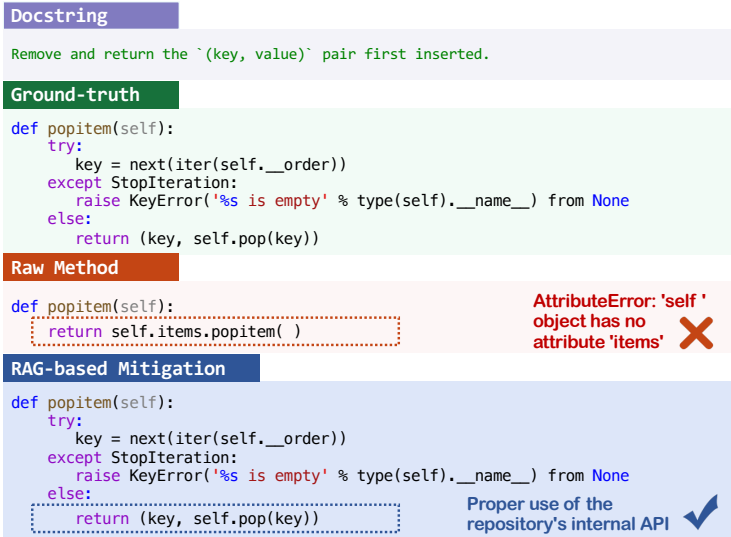 Docstring
Remove and return the `(key, value)` pair first inserted.
Ground-truth
def popitem(self):
    try:
        key = next(iter(self.__order))
    except StopIteration:
        raise KeyError('%s is empty' % type(self).__name__) from None
    else:
        return (key, self.pop(key))
Raw Method
def popitem(self):
    return self.items.popitem( )
AttributeError: 'self '
object has no
attribute 'items'
RAG-based Mitigation
def popitem(self):
    try:
        key = next(iter(self.__order))
    except StopIteration:
        raise KeyError('%s is empty' % type(self).__name__) from None
    else:
        return (key, self.pop(key))
Proper use of the
repository's internal API